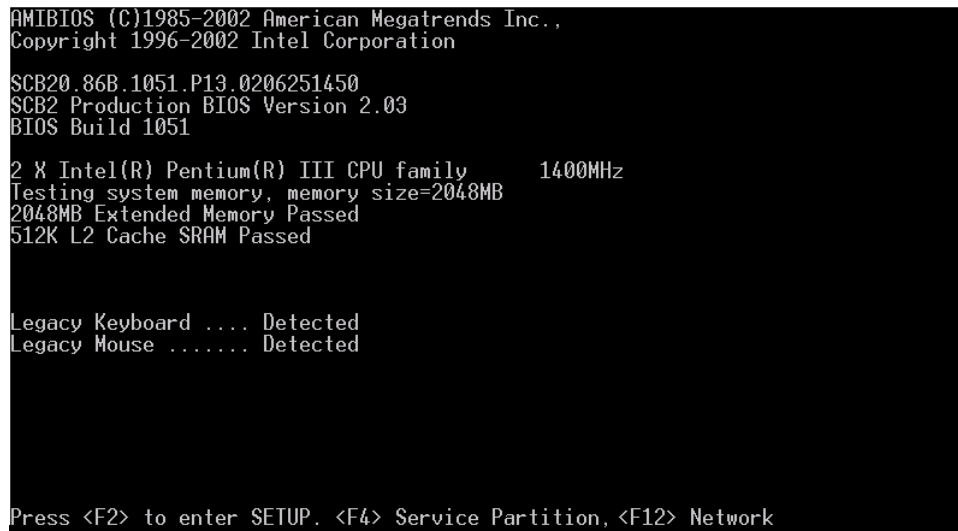 AMIBIOS (C)1985-2002 American Megatrends Inc.,
Copyright 1996-2002 Intel Corporation
SCB20.86B.1051.P13.0206251450
SCB2 Production BIOS Version 2.03
BIOS Build 1051
2 X Intel(R) Pentium(R) III CPU family 1400MHz
Testing system memory, memory size=2048MB
2048MB Extended Memory Passed
512K L2 Cache SRAM Passed
Legacy Keyboard .... Detected
Legacy Mouse ....... Detected
Press <F2> to enter SETUP. <F4> Service Partition, <F12> Network